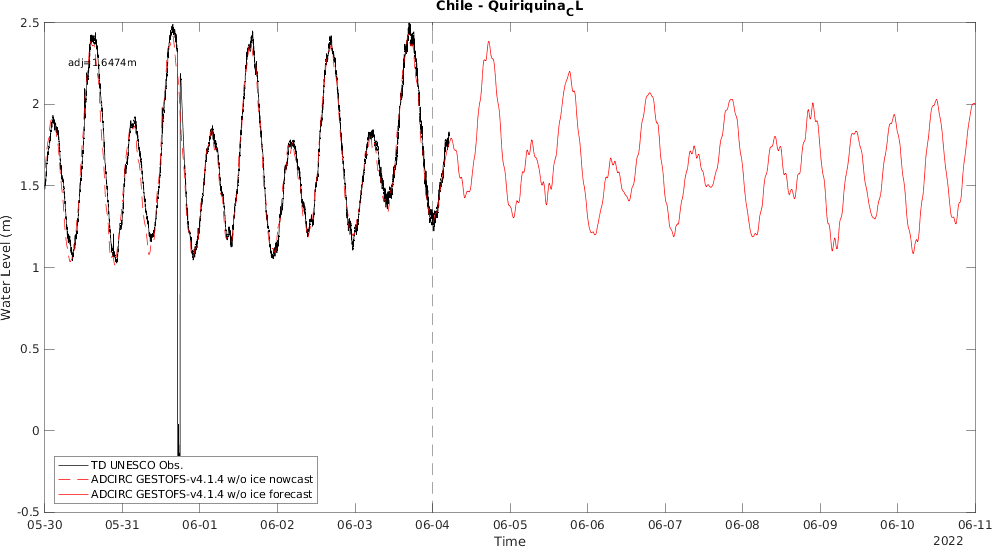 Chile - Quiriquina_CL
2.5
adj=1.6474m
2
1.5
1
0.5
0
-0.5
Water Level (m)
TD UNESCO Obs.
ADCIRC GESTOFS-v4.1.4 w/o ice nowcast
ADCIRC GESTOFS-v4.1.4 w/o ice forecast
05-30 05-31 06-01 06-02 06-03 06-04 06-05 06-06 06-07 06-08 06-09 06-10 06-11
Time
2022